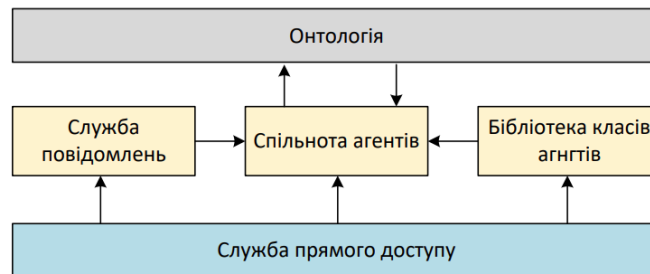 Онтологія
Служба
повідомлень
Спільнота агентів
Бібліотека класів
агнгтів
Служба прямого доступу